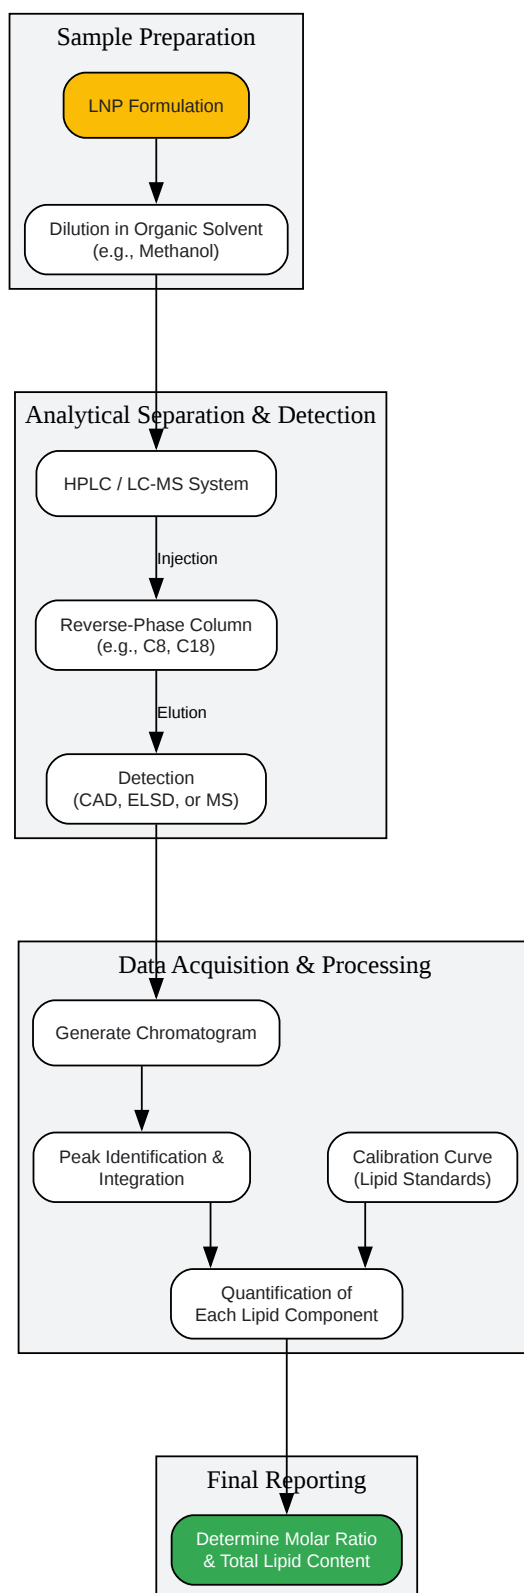 Sample Preparation
LNP Formulation
Dilution in Organic Solvent
(e.g., Methanol)
Analytical Separation & Detection
HPLC / LC-MS System
Injection
Reverse-Phase Column
(e.g., C8, C18)
Elution
Detection
(CAD, ELSD, or MS)
Data Acquisition & Processing
Generate Chromatogram
Peak Identification &
Integration
Calibration Curve
(Lipid Standards)
Quantification of
Each Lipid Component
Final Reporting
Determine Molar Ratio
& Total Lipid Content